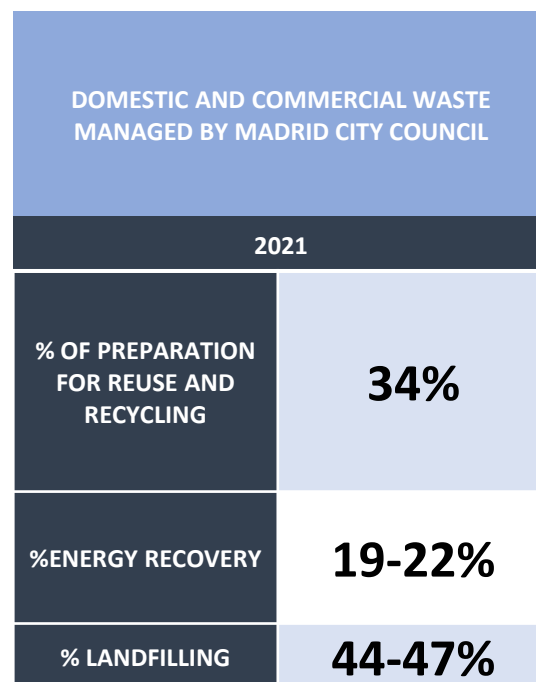 DOMESTIC AND COMMERCIAL WASTE
MANAGED BY MADRID CITY COUNCIL
2021
% OF PREPARATION
FOR REUSE AND
RECYCLING
34%
%ENERGY RECOVERY
19-22%
% LANDFILLING
44-47%